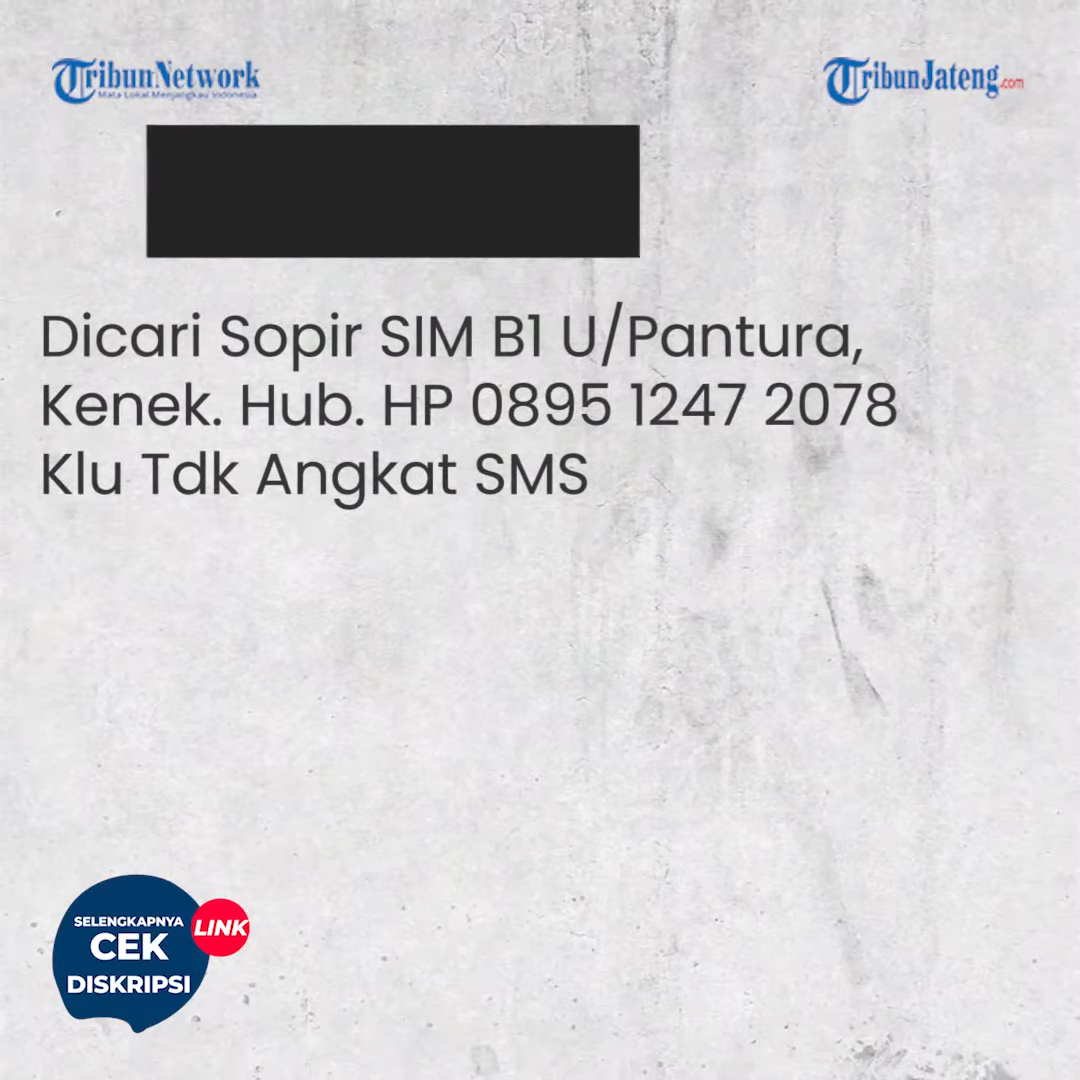 TribunNetwork
Mata Lokal Menjangkau Indonesia
TribunJateng.com
Dicari Sopir SIM B1 U/Pantura,
Kenek. Hub. HP 0895 1247 2078
Klu Tdk Angkat SMS
SELENGKAPNYA
CEK
DISKRIPSI
LINK